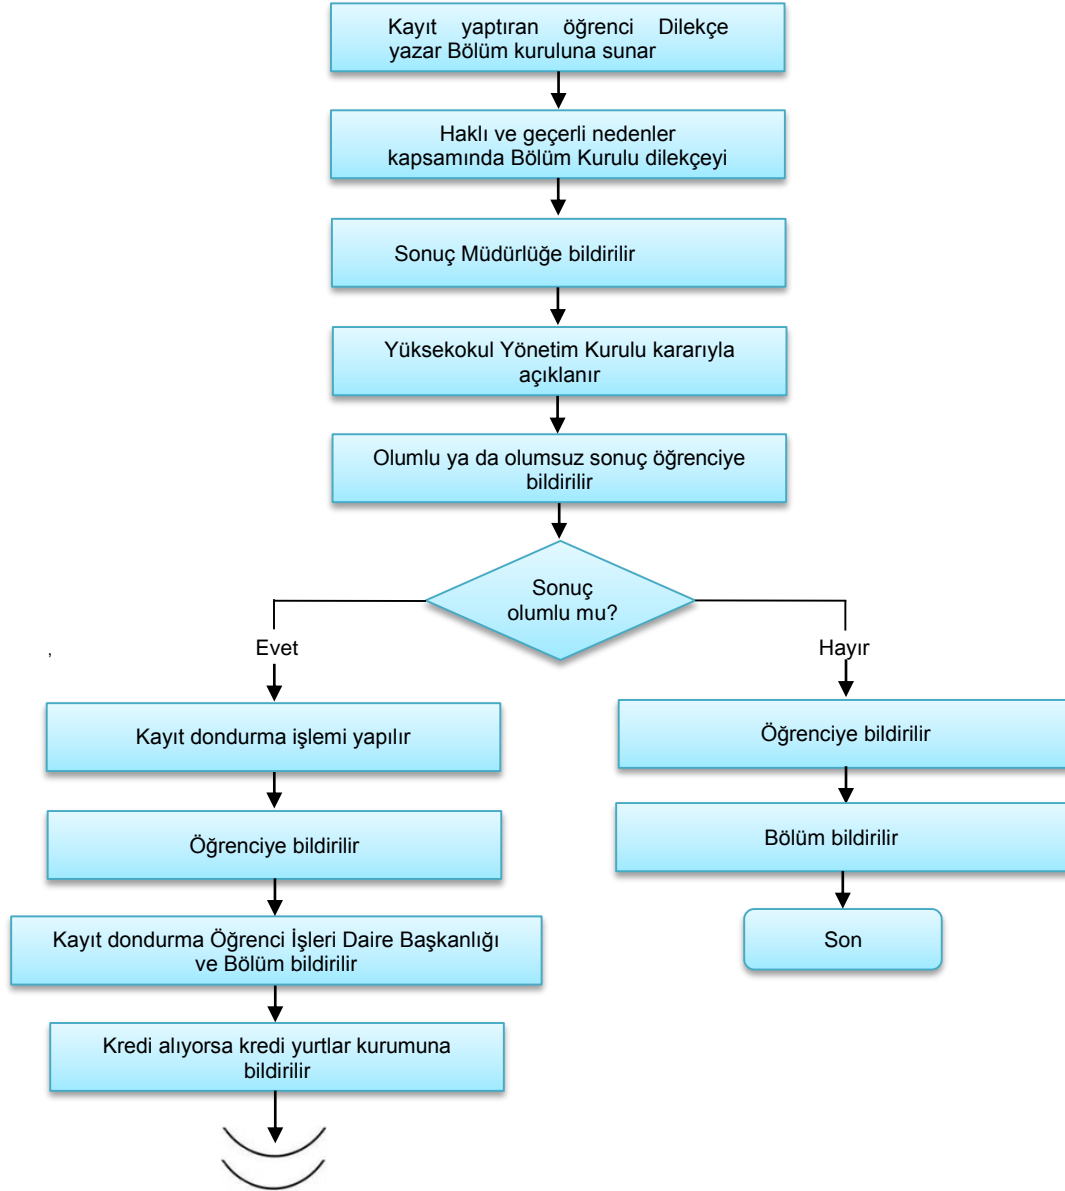 Kayıt yaptıran öğrenci Dilekçe
yazar Bölüm kuruluna sunar
Haklı ve geçerli nedenler
kapsamında Bölüm Kurulu dilekçeyi
Sonuç Müdürlüğe bildirilir
Yüksekokul Yönetim Kurulu kararıyla
açıklanır
Olumlu ya da olumsuz sonuç öğrenciye
bildirilir
Sonuç
olumlu mu?
,
Evet
Hayır
Kayıt dondurma işlemi yapılır
Öğrenciye bildirilir
Öğrenciye bildirilir
Bölüm bildirilir
Kayıt dondurma Öğrenci İşleri Daire Başkanlığı
ve Bölüm bildirilir
Son
Kredi alıyorsa kredi yurtlar kurumuna
bildirilir